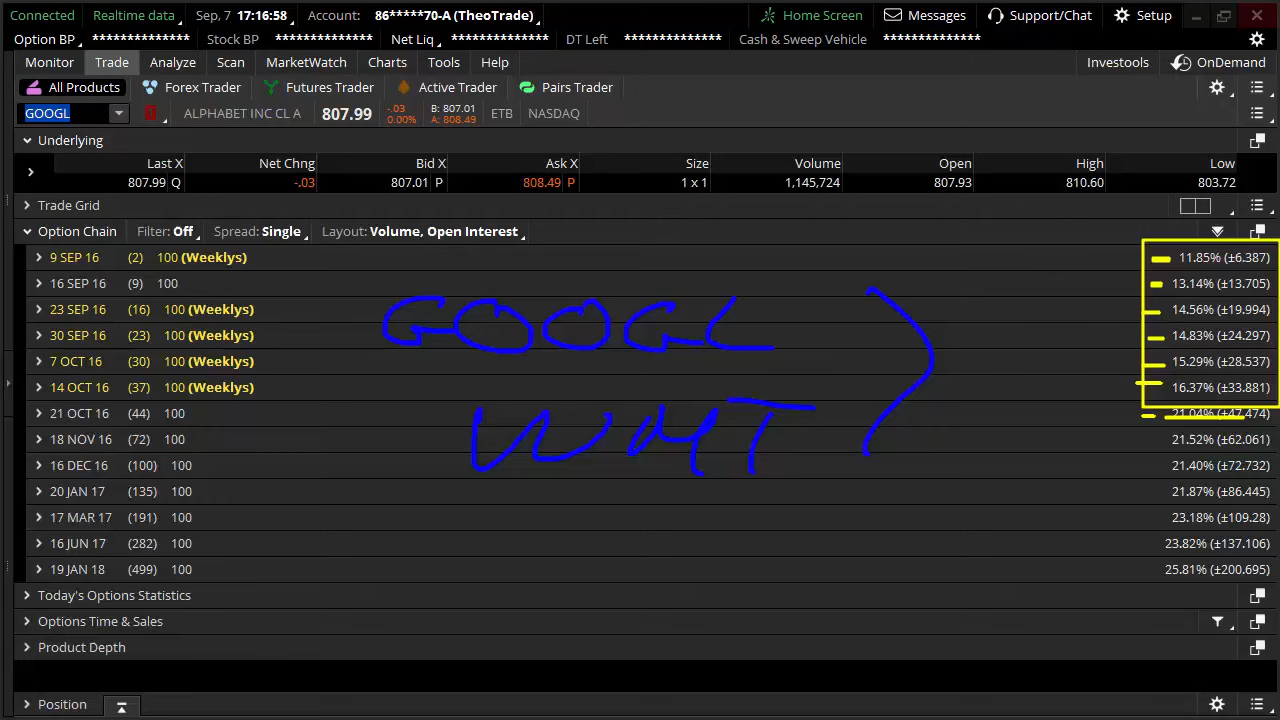 Connected Realtime data Sep, 7 17:16:58 Account: 86*****70-A (TheoTrade) Home Screen Messages Support/Chat Setup
Option BP ************** Stock BP ************** Net Liq ************** DT Left ************** Cash & Sweep Vehicle **************
Monitor Trade Analyze Scan MarketWatch Charts Tools Help Investools OnDemand
All Products Forex Trader Futures Trader Active Trader Pairs Trader
GOOGL ALPHABET INC CL A 807.99 -.03 0.00% B: 807.01 A: 808.49 ETB NASDAQ
Underlying
Last X Net Chng Bid X Ask X Size Volume Open High Low
807.99 Q -.03 807.01 P 808.49 P 1 x 1 1,145,724 807.93 810.60 803.72
Trade Grid
Option Chain Filter: Off Spread: Single Layout: Volume, Open Interest
9 SEP 16 (2) 100 (Weeklys) 11.85% (±6.387)
16 SEP 16 (9) 100 13.14% (±13.705)
23 SEP 16 (16) 100 (Weeklys) 14.56% (±19.994)
GOOGL
30 SEP 16 (23) 100 (Weeklys) 14.83% (±24.297)
7 OCT 16 (30) 100 (Weeklys) 15.29% (±28.537)
14 OCT 16 (37) 100 (Weeklys) 16.37% (±33.881)
21 OCT 16 (44) 100 21.04% (±47.474)
WMT
18 NOV 16 (72) 100 21.52% (±62.061)
16 DEC 16 (100) 100 21.40% (±72.732)
20 JAN 17 (135) 100 21.87% (±86.445)
17 MAR 17 (191) 100 23.18% (±109.28)
16 JUN 17 (282) 100 23.82% (±137.106)
19 JAN 18 (499) 100 25.81% (±200.695)
Today's Options Statistics
Options Time & Sales
Product Depth
Position